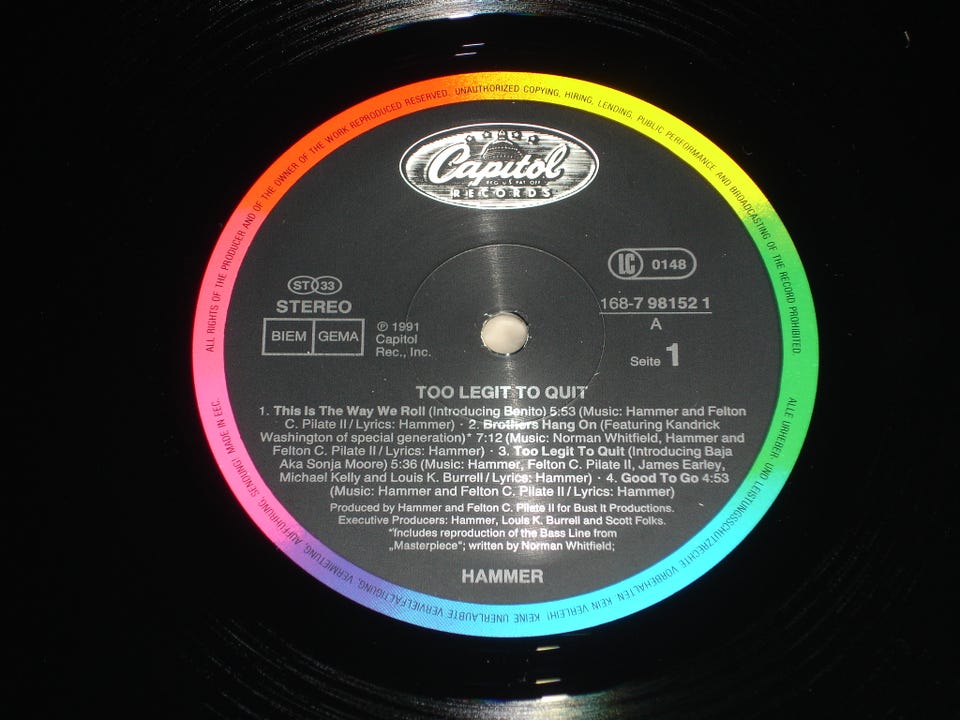 ALL RIGHTS OF THE PRODUCER AND OF THE OWNER OF THE WORK REPRODUCED RESERVED. UNAUTHORIZED COPYING, HIRING, LENDING, PUBLIC PERFORMANCE AND BROADCASTING OF THE RECORD PROHIBITED.
Capitol
REG. U.S. PAT. OFF.
RECORDS
LC 0148
ST 33
STEREO
BIEM GEMA
℗ 1991
Capitol
Rec., Inc.
168-7 98152 1
A
Seite 1
TOO LEGIT TO QUIT
1. This Is The Way We Roll (Introducing Benito) 5:53 (Music: Hammer and Felton
C. Pilate II / Lyrics: Hammer) · 2. Brothers Hang On (Featuring Kandrick
Washington of special generation)* 7:12 (Music: Norman Whitfield, Hammer and
Felton C. Pilate II / Lyrics: Hammer) · 3. Too Legit To Quit (Introducing Baja
Aka Sonja Moore) 5:36 (Music: Hammer, Felton C. Pilate II, James Earley,
Michael Kelly and Louis K. Burrell / Lyrics: Hammer) · 4. Good To Go 4:53
(Music: Hammer and Felton C. Pilate II / Lyrics: Hammer)
Produced by Hammer and Felton C. Pilate II for Bust It Productions.
Executive Producers: Hammer, Louis K. Burrell and Scott Folks.
*Includes reproduction of the Bass Line from
„Masterpiece“; written by Norman Whitfield;
HAMMER
ALLE URHEBER- UND LEISTUNGSSCHUTZRECHTE VORBEHALTEN. KEIN VERLEIH! KEINE UNERLAUBTE VERVIELFÄLTIGUNG, VERMIETUNG, AUFFÜHRUNG, SENDUNG! MADE IN EEC.